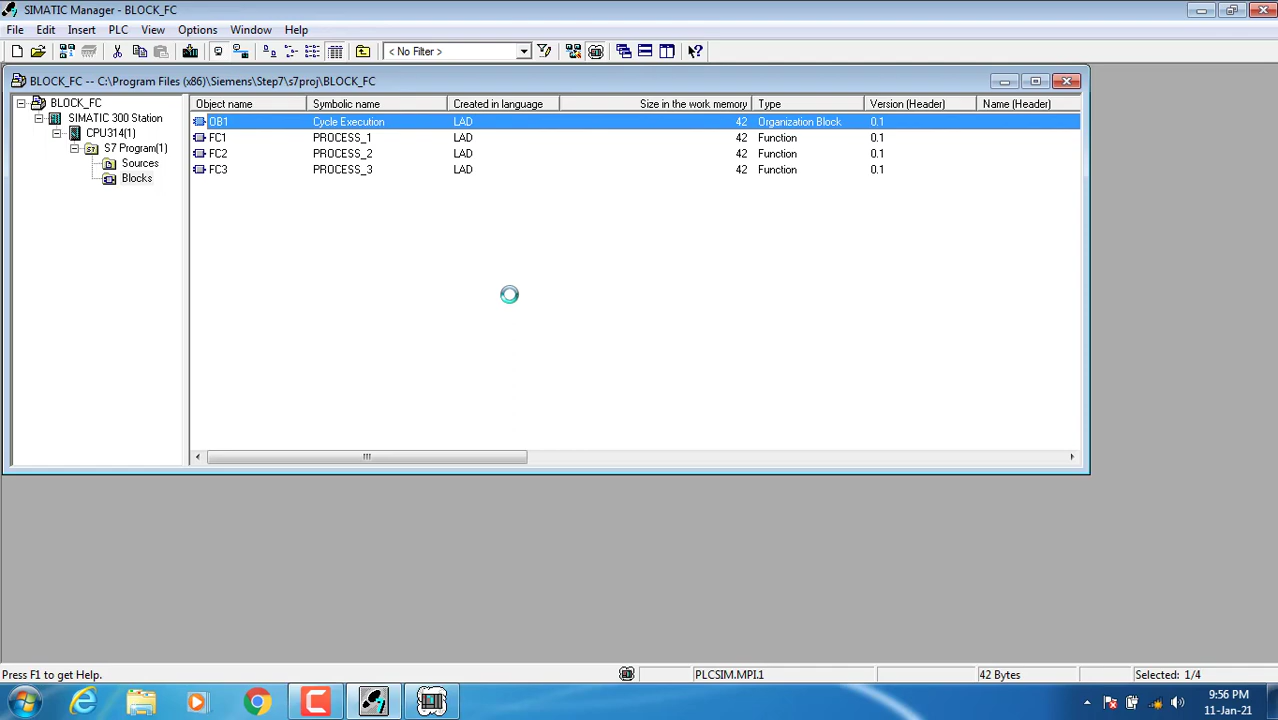 SIMATIC Manager - BLOCK_FC
File Edit Insert PLC View Options Window Help
< No Filter >
BLOCK_FC -- C:\Program Files (x86)\Siemens\Step7\s7proj\BLOCK_FC
BLOCK_FC
SIMATIC 300 Station
CPU314(1)
S7 Program(1)
Sources
Blocks
Object name Symbolic name Created in language Size in the work memory Type Version (Header) Name (Header)
OB1 Cycle Execution LAD 42 Organization Block 0.1
FC1 PROCESS_1 LAD 42 Function 0.1
FC2 PROCESS_2 LAD 42 Function 0.1
FC3 PROCESS_3 LAD 42 Function 0.1
Press F1 to get Help. PLCSIM.MPI.1 42 Bytes Selected: 1/4
9:56 PM
11-Jan-21